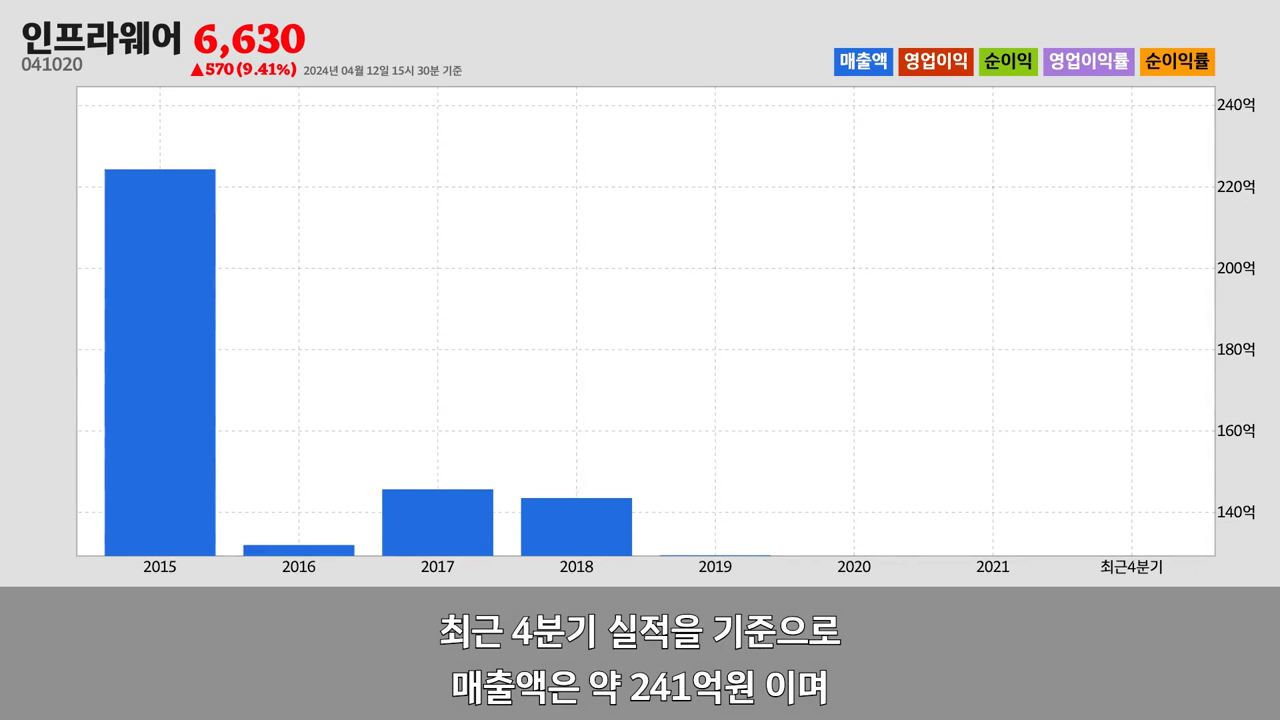 인프라웨어 6,630
041020 ▲570 (9.41%) 2024년 04월 12일 15시 30분 기준
매출액 영업이익 순이익 영업이익률 순이익률
240억
220억
200억
180억
160억
140억
2015 2016 2017 2018 2019 2020 2021 최근4분기
최근 4분기 실적을 기준으로
매출액은 약 241억원 이며